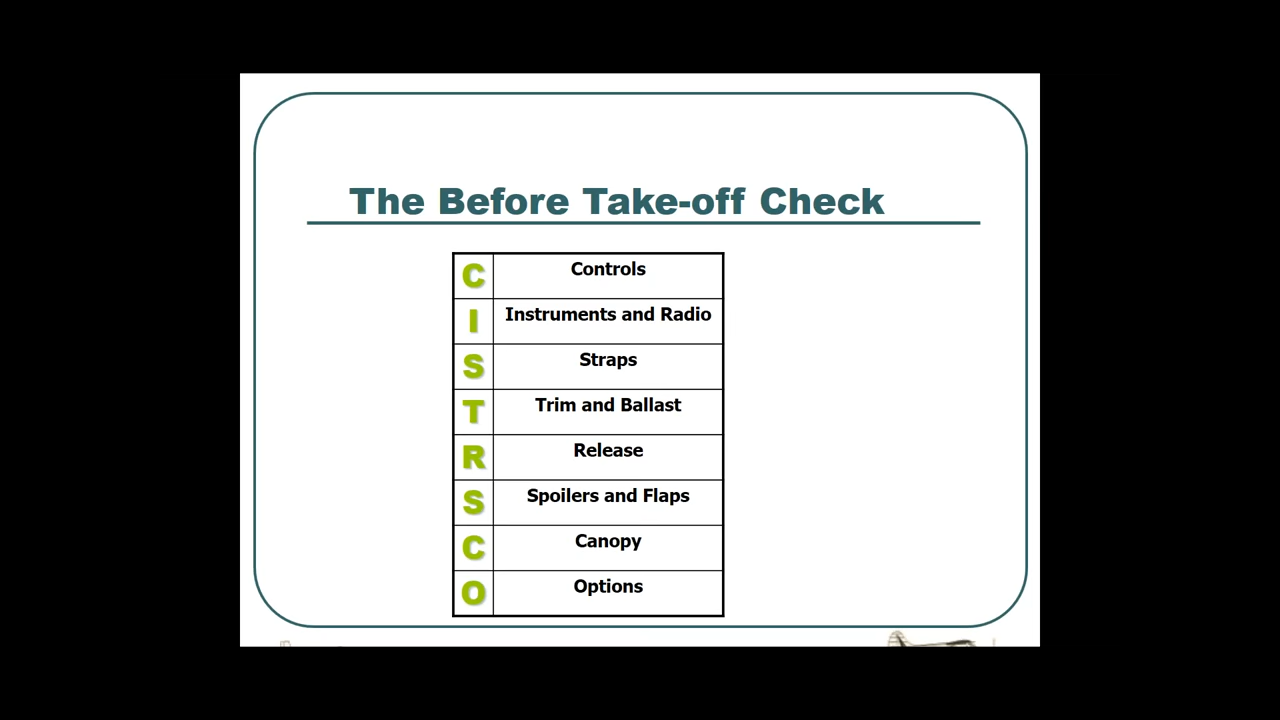 The Before Take-off Check
C Controls
I Instruments and Radio
S Straps
T Trim and Ballast
R Release
S Spoilers and Flaps
C Canopy
O Options